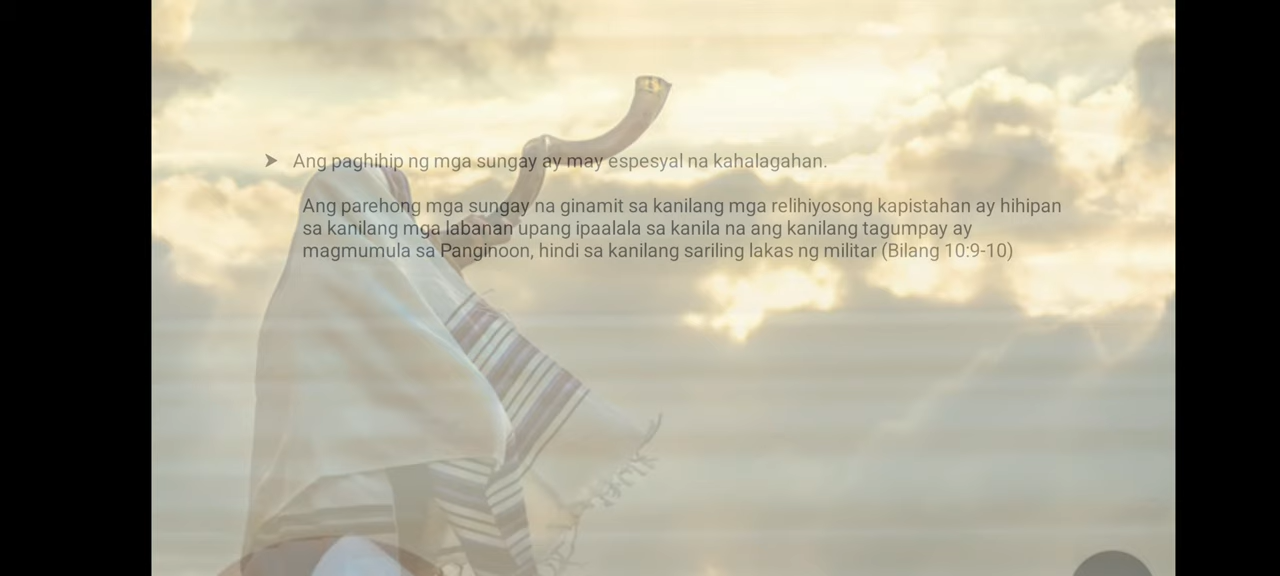 ➤ Ang paghihip ng mga sungay ay may espesyal na kahalagahan.
Ang parehong mga sungay na ginamit sa kanilang mga relihiyosong kapistahan ay hihipan
sa kanilang mga labanan upang ipaalala sa kanila na ang kanilang tagumpay ay
magmumula sa Panginoon, hindi sa kanilang sariling lakas ng militar (Bilang 10:9-10)